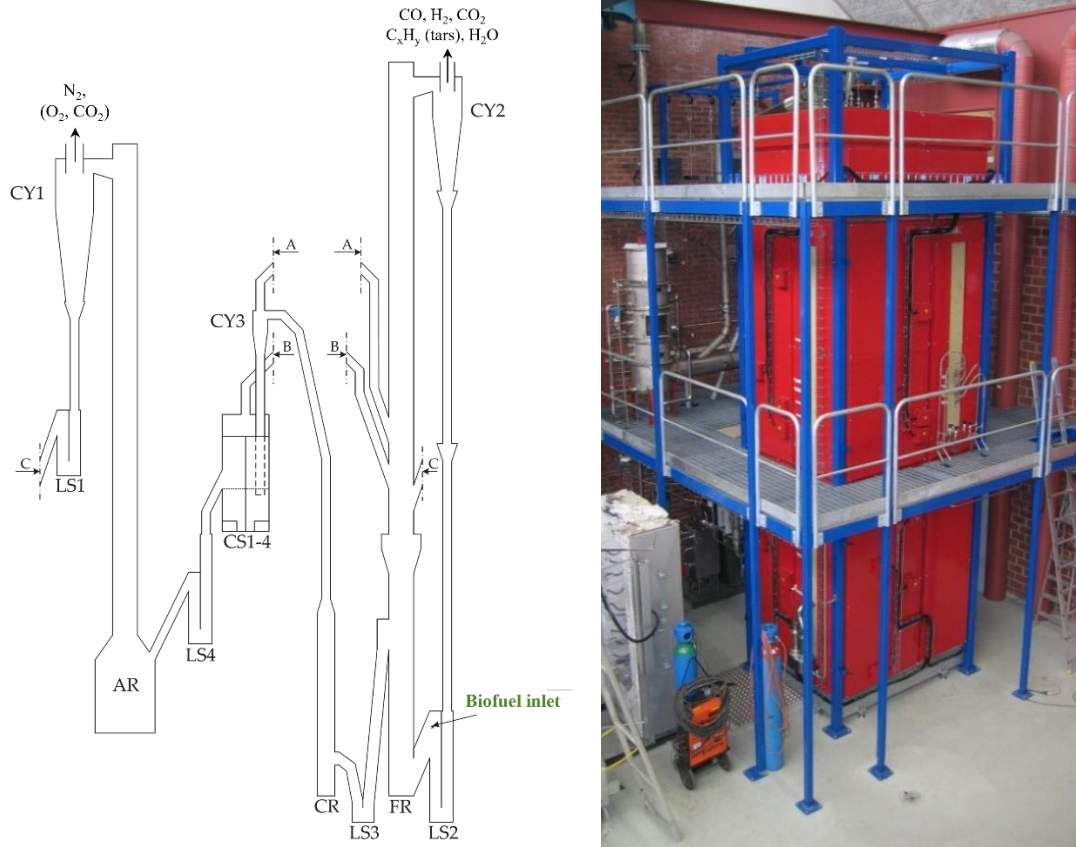 CO, H₂, CO₂
CₓHᵧ (tars), H₂O
N₂,
(O₂, CO₂)
CY2
CY1
A
A
CY3
B
B
C
C
LS1
CS1-4
LS4
AR
Biofuel inlet
CR
FR
LS3
LS2